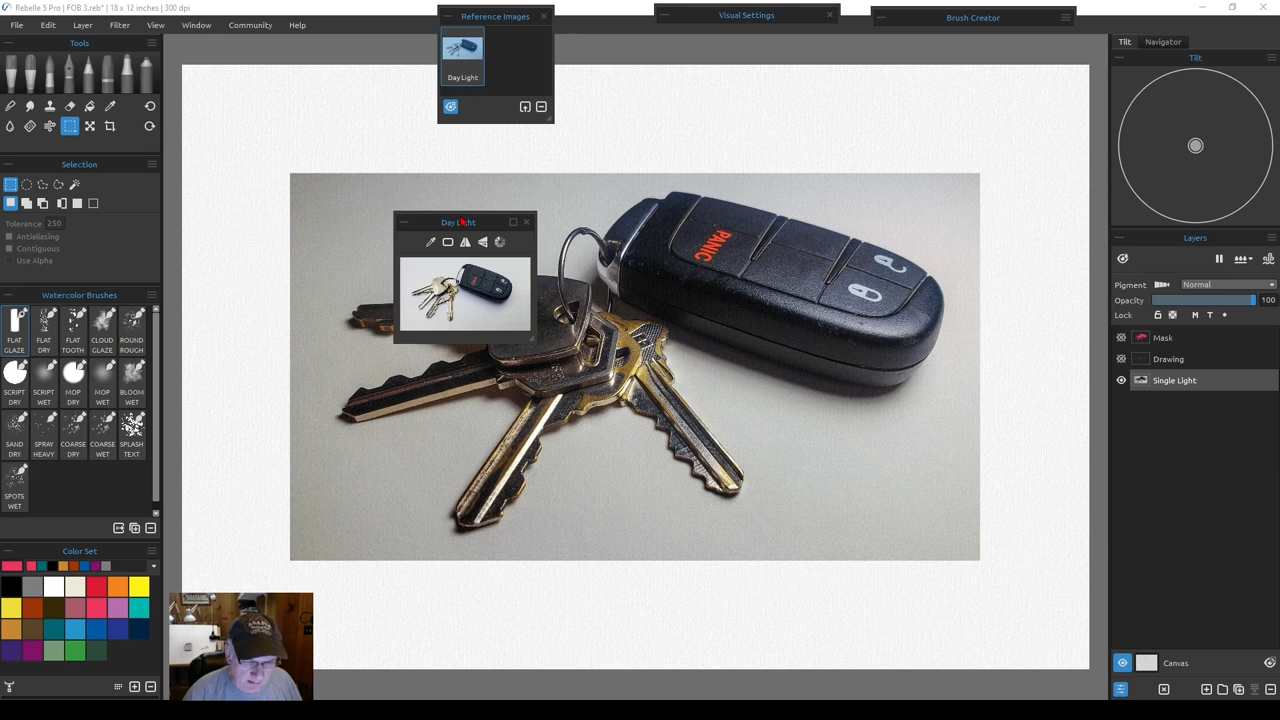 Rebelle 5 Pro | FOB 3.reb* | 18 x 12 inches | 300 dpi
File Edit Layer Filter View Window Community Help
Reference Images
Visual Settings
Brush Creator
Day Light
Tools
Selection
Tolerance 250
Antialiasing
Contiguous
Use Alpha
Watercolor Brushes
FLAT GLAZE
FLAT DRY
FLAT TOOTH
CLOUD GLAZE
ROUND ROUGH
SCRIPT DRY
SCRIPT WET
MOP DRY
MOP WET
BLOOM WET
SAND DRY
SPRAY HEAVY
COARSE DRY
COARSE WET
SPLASH TEXT
SPOTS WET
Color Set
Day Light
PANIC
Tilt Navigator
Tilt
Layers
Pigment Normal
Opacity 100
Lock M T
Mask
Drawing
Single Light
Canvas